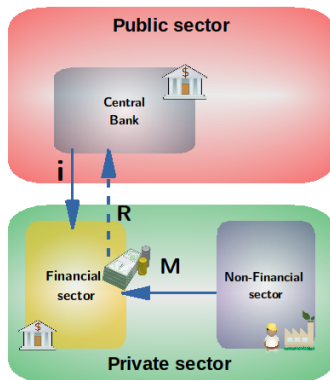 Public sector
Central
Bank
i
R
M
Financial
sector
Non-Financial
sector
Private sector